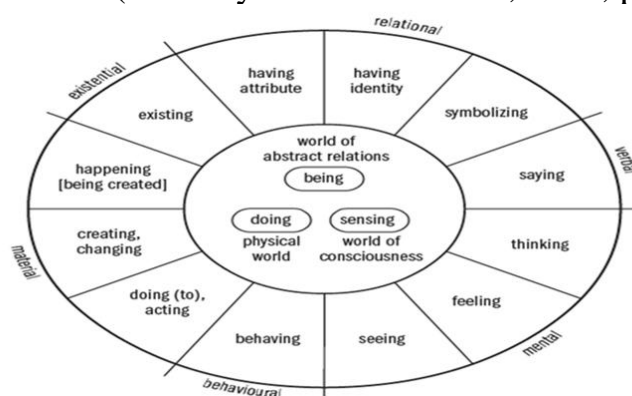 relational
having
attribute
having
identity
symbolizing
verbal
saying
thinking
feeling
mental
seeing
behaving
behavioural
doing (to),
acting
creating,
changing
material
happening
[being created]
existing
existential
world of
abstract relations
being
doing
physical
world
sensing
world of
consciousness